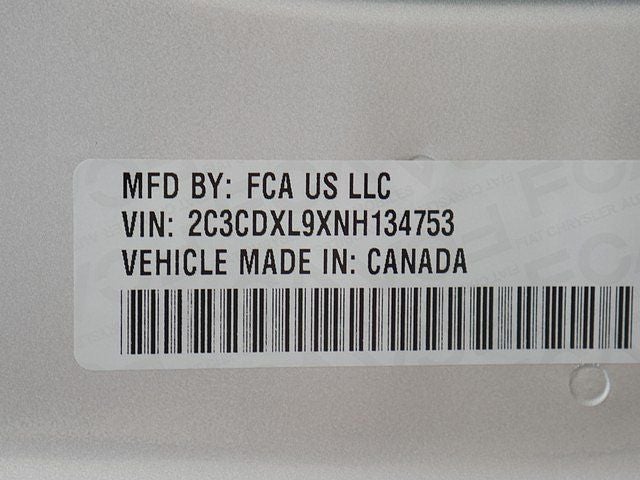 MFD BY: FCA US LLC
VIN: 2C3CDXL9XNH134753
VEHICLE MADE IN: CANADA